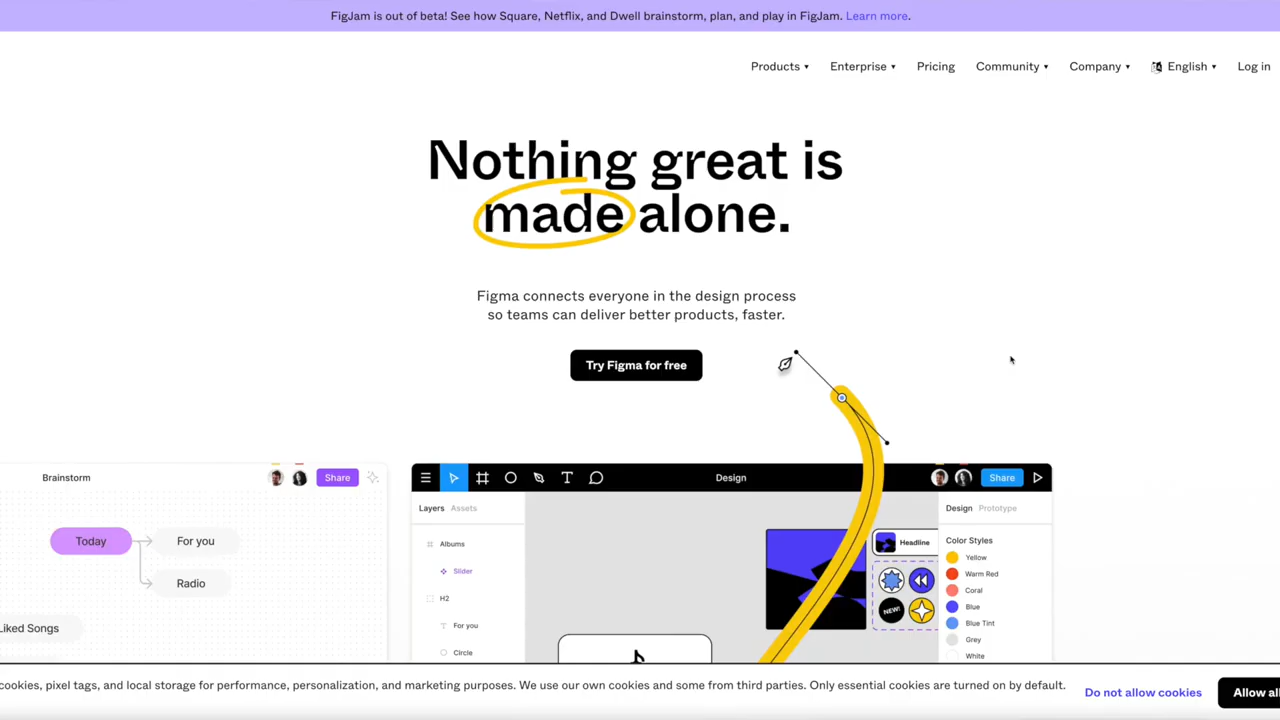 FigJam is out of beta! See how Square, Netflix, and Dwell brainstorm, plan, and play in FigJam. Learn more.
Products Enterprise Pricing Community Company English Log in
Nothing great is
made alone.
Figma connects everyone in the design process
so teams can deliver better products, faster.
Try Figma for free
Brainstorm Share
Today For you
Radio
Liked Songs
Design Share
Layers Assets
Albums
Slider
H2
For you
Circle
Headline
NEW!
Design Prototype
Color Styles
Yellow
Warm Red
Coral
Blue
Blue Tint
Grey
White
cookies, pixel tags, and local storage for performance, personalization, and marketing purposes. We use our own cookies and some from third parties. Only essential cookies are turned on by default.
Do not allow cookies
Allow all